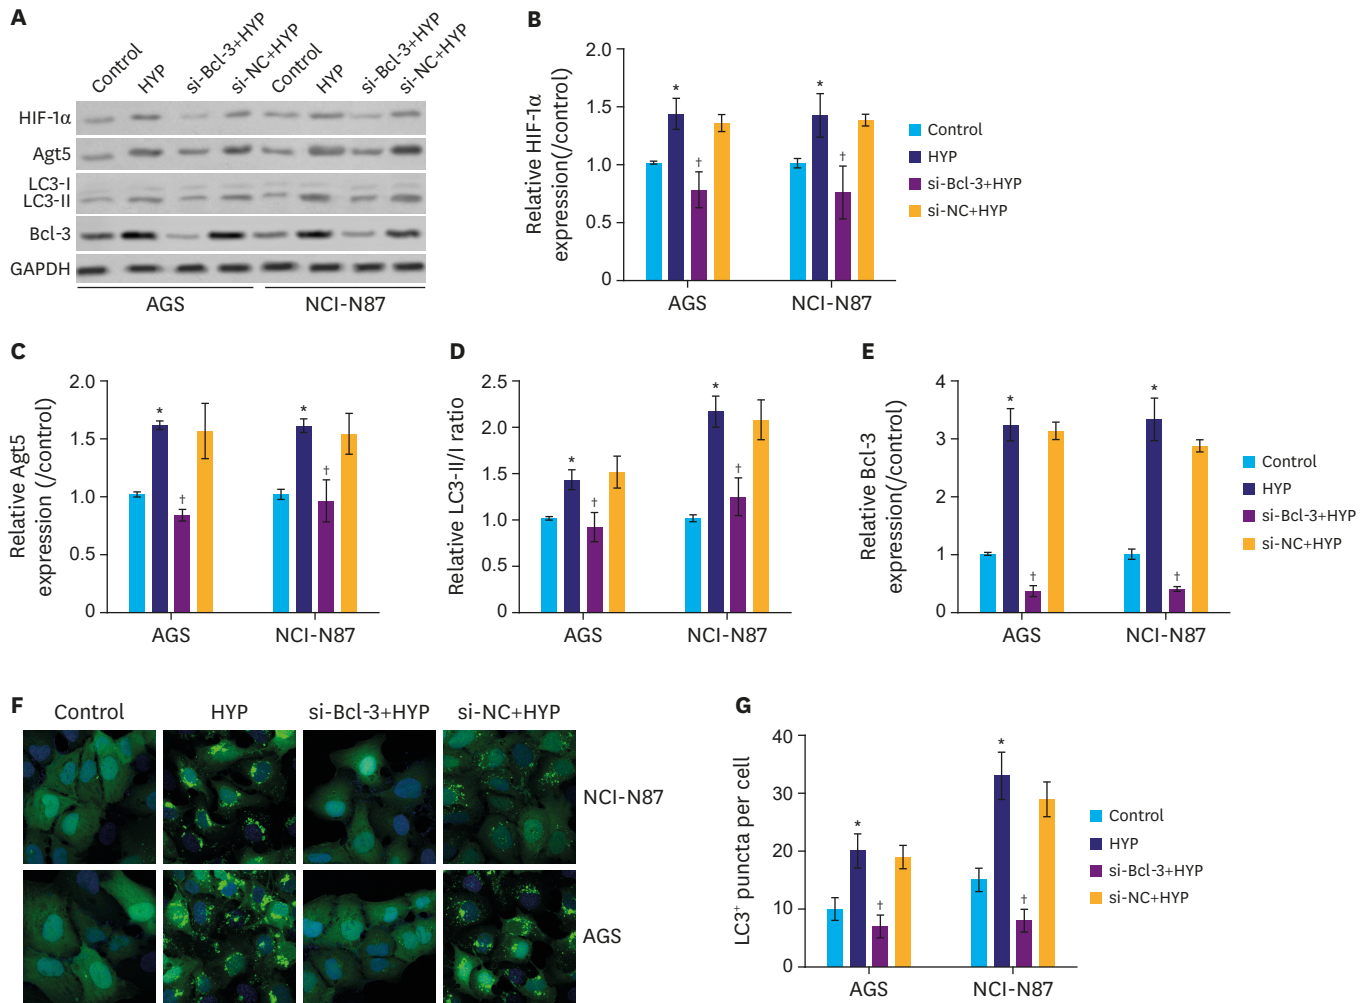 A
Control
HYP
si-Bcl-3+HYP
si-NC+HYP
Control
HYP
si-Bcl-3+HYP
si-NC+HYP
HIF-1α
Agt5
LC3-I
LC3-II
Bcl-3
GAPDH
AGS
NCI-N87
B
Relative HIF-1α
expression(/control)
2.0
1.5
1.0
0.5
0
*
†
*
†
AGS
NCI-N87
Control
HYP
si-Bcl-3+HYP
si-NC+HYP
C
Relative Agt5
expression (/control)
2.0
1.5
1.0
0.5
0
*
†
*
†
AGS
NCI-N87
D
Relative LC3-II/I ratio
2.5
2.0
1.5
1.0
0.5
0
*
†
*
†
AGS
NCI-N87
E
Relative Bcl-3
expression(/control)
4
3
2
1
0
*
†
*
†
AGS
NCI-N87
Control
HYP
si-Bcl-3+HYP
si-NC+HYP
F
Control
HYP
si-Bcl-3+HYP
si-NC+HYP
NCI-N87
AGS
G
LC3⁺ puncta per cell
40
30
20
10
0
*
†
*
†
AGS
NCI-N87
Control
HYP
si-Bcl-3+HYP
si-NC+HYP